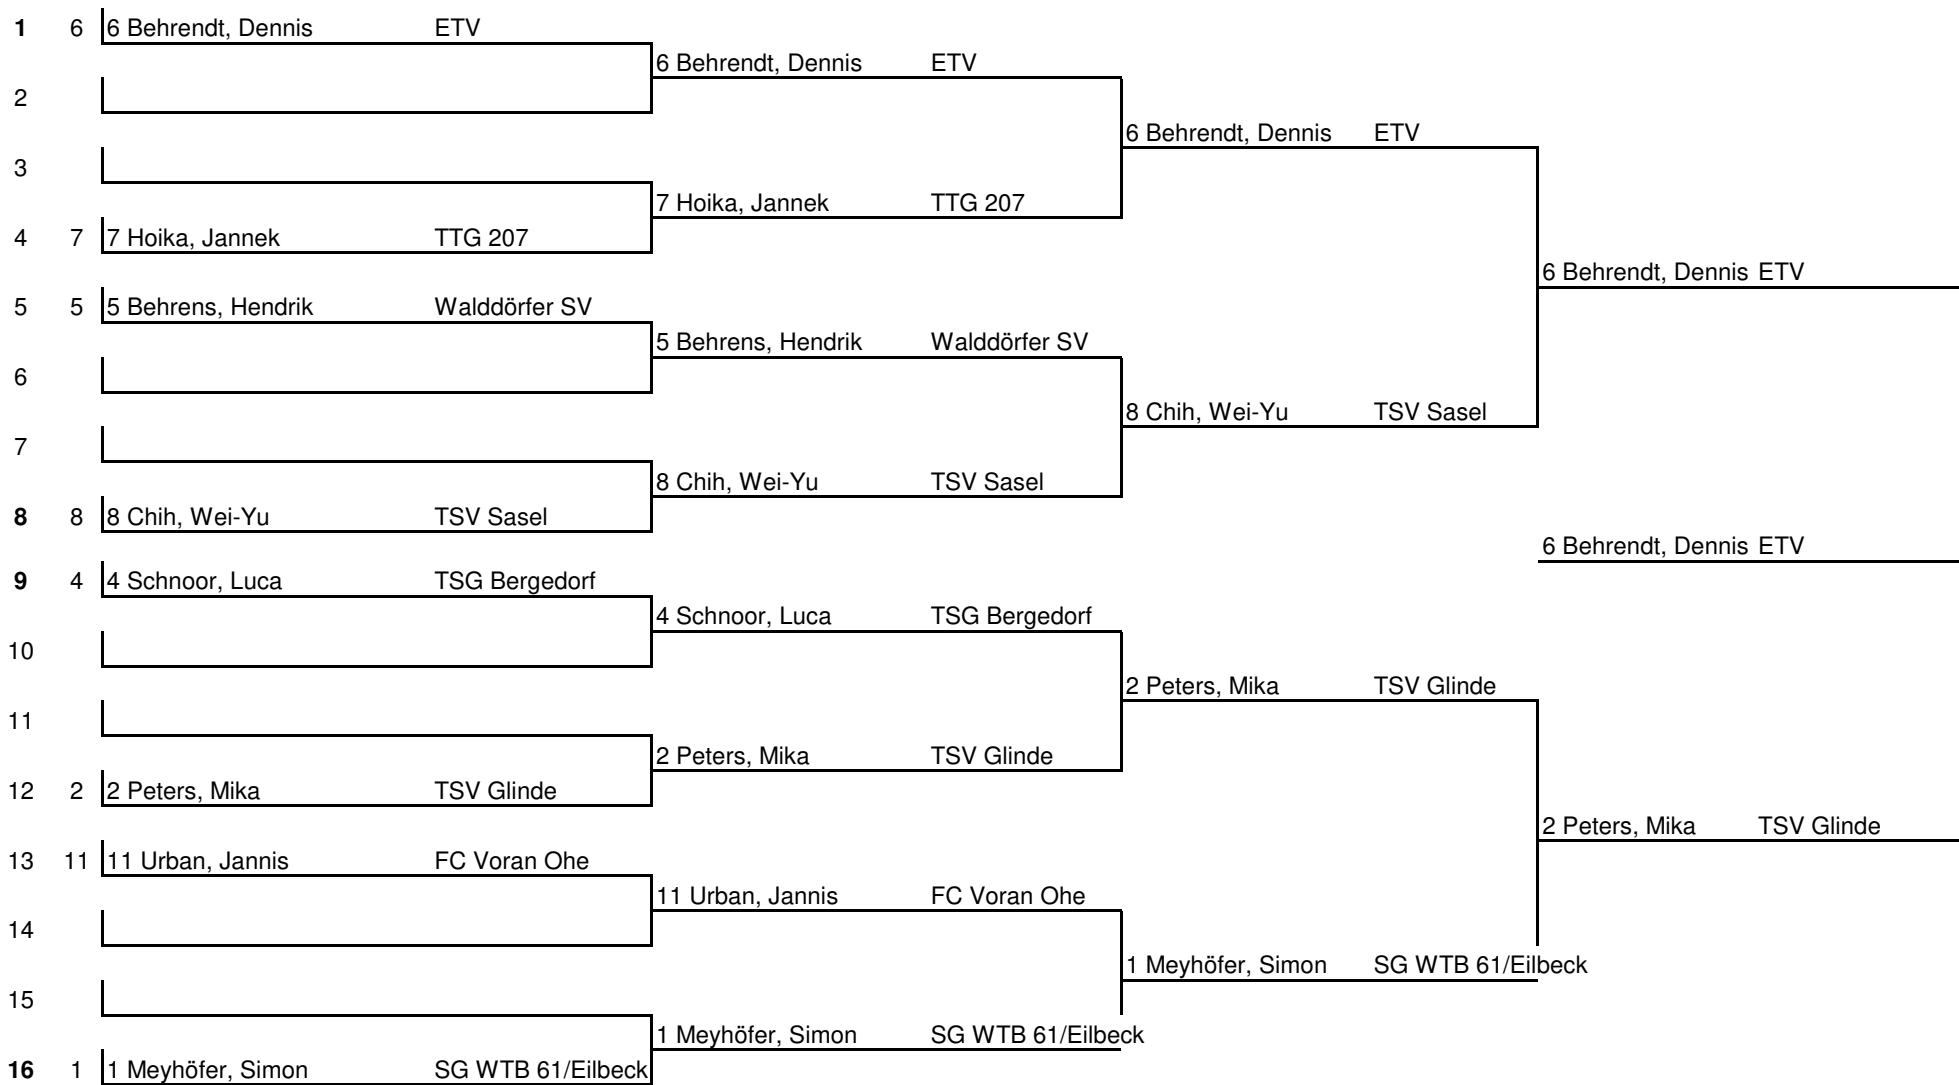 1 6 6 Behrendt, Dennis ETV
6 Behrendt, Dennis ETV
2
6 Behrendt, Dennis ETV
3
7 Hoika, Jannek TTG 207
4 7 7 Hoika, Jannek TTG 207
6 Behrendt, Dennis ETV
5 5 5 Behrens, Hendrik Walddörfer SV
5 Behrens, Hendrik Walddörfer SV
6
8 Chih, Wei-Yu TSV Sasel
7
8 Chih, Wei-Yu TSV Sasel
8 8 8 Chih, Wei-Yu TSV Sasel
6 Behrendt, Dennis ETV
9 4 4 Schnoor, Luca TSG Bergedorf
4 Schnoor, Luca TSG Bergedorf
10
2 Peters, Mika TSV Glinde
11
2 Peters, Mika TSV Glinde
12 2 2 Peters, Mika TSV Glinde
2 Peters, Mika TSV Glinde
13 11 11 Urban, Jannis FC Voran Ohe
11 Urban, Jannis FC Voran Ohe
14
1 Meyhöfer, Simon SG WTB 61/Eilbeck
15
1 Meyhöfer, Simon SG WTB 61/Eilbeck
16 1 1 Meyhöfer, Simon SG WTB 61/Eilbeck